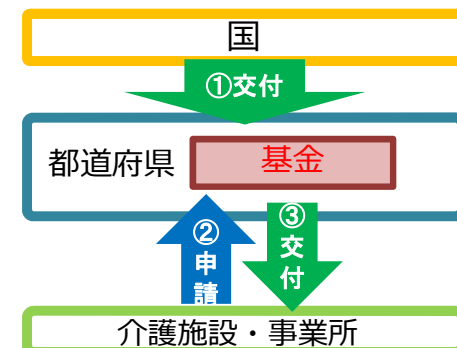 国
①交付
都道府県
基金
②申請
③交付
介護施設・事業所